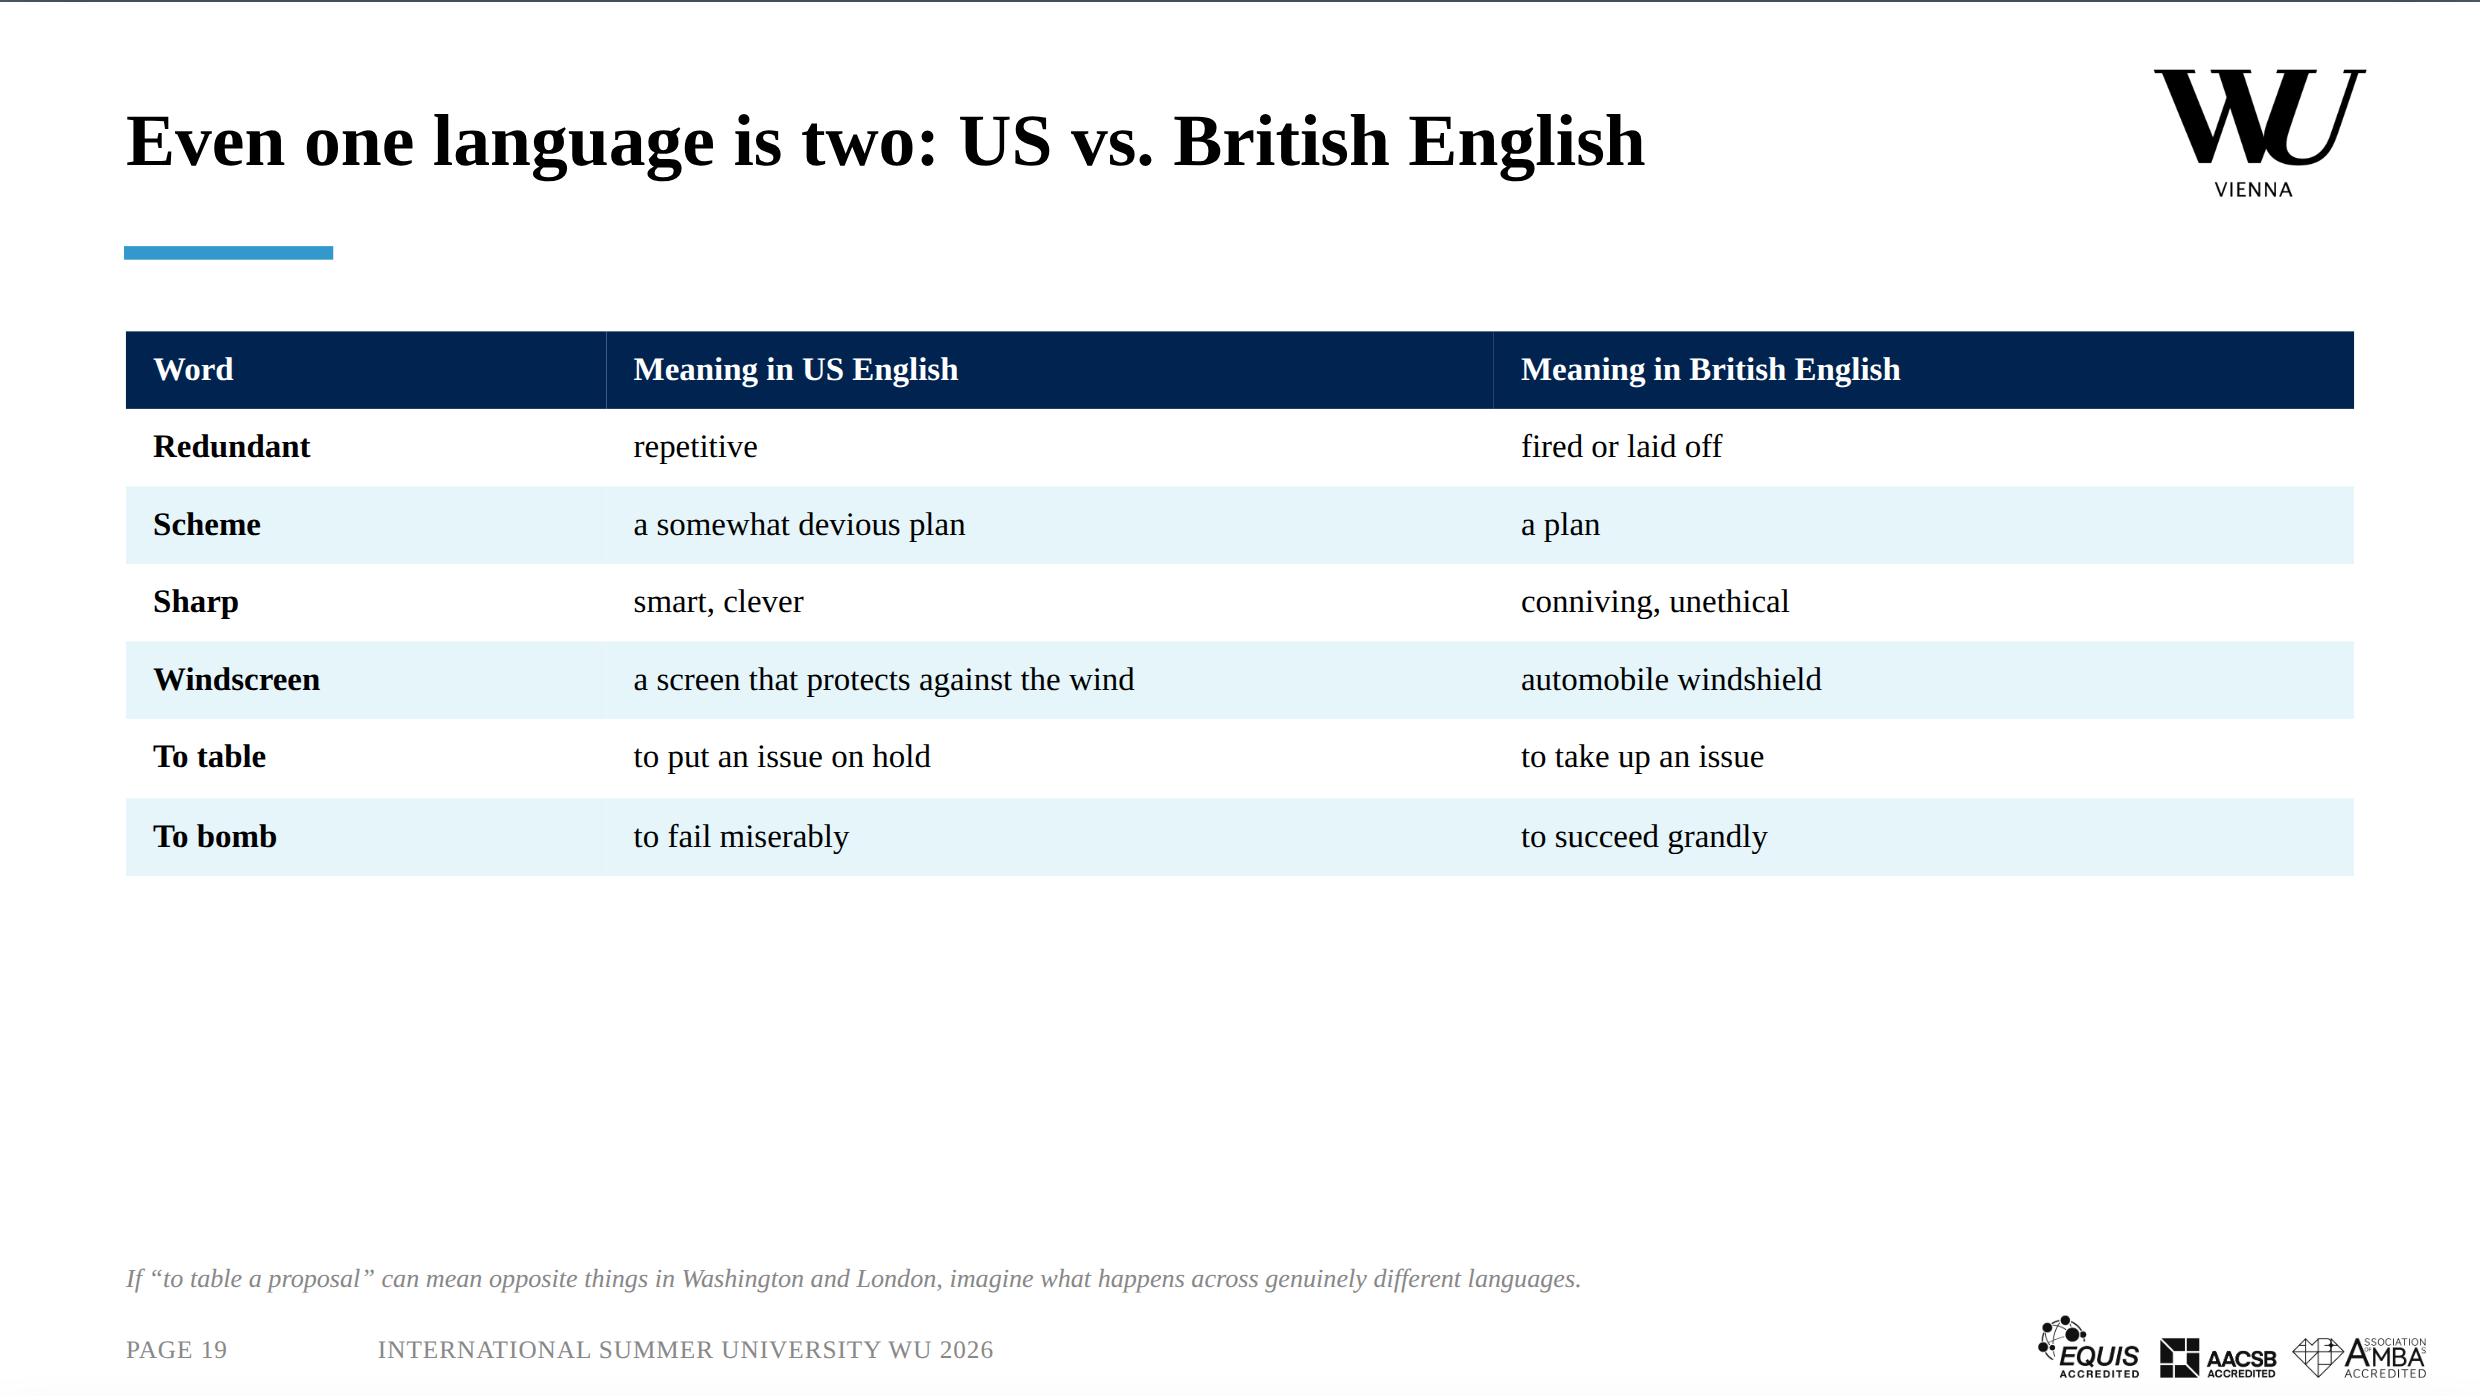 Even one language is two: US vs. British English
WU
VIENNA
Word Meaning in US English Meaning in British English
Redundant repetitive fired or laid off
Scheme a somewhat devious plan a plan
Sharp smart, clever conniving, unethical
Windscreen a screen that protects against the wind automobile windshield
To table to put an issue on hold to take up an issue
To bomb to fail miserably to succeed grandly
If “to table a proposal” can mean opposite things in Washington and London, imagine what happens across genuinely different languages.
PAGE 19 INTERNATIONAL SUMMER UNIVERSITY WU 2026
EQUIS
ACCREDITED
AACSB
ACCREDITED
ASSOCIATION
OF AMBAS
ACCREDITED